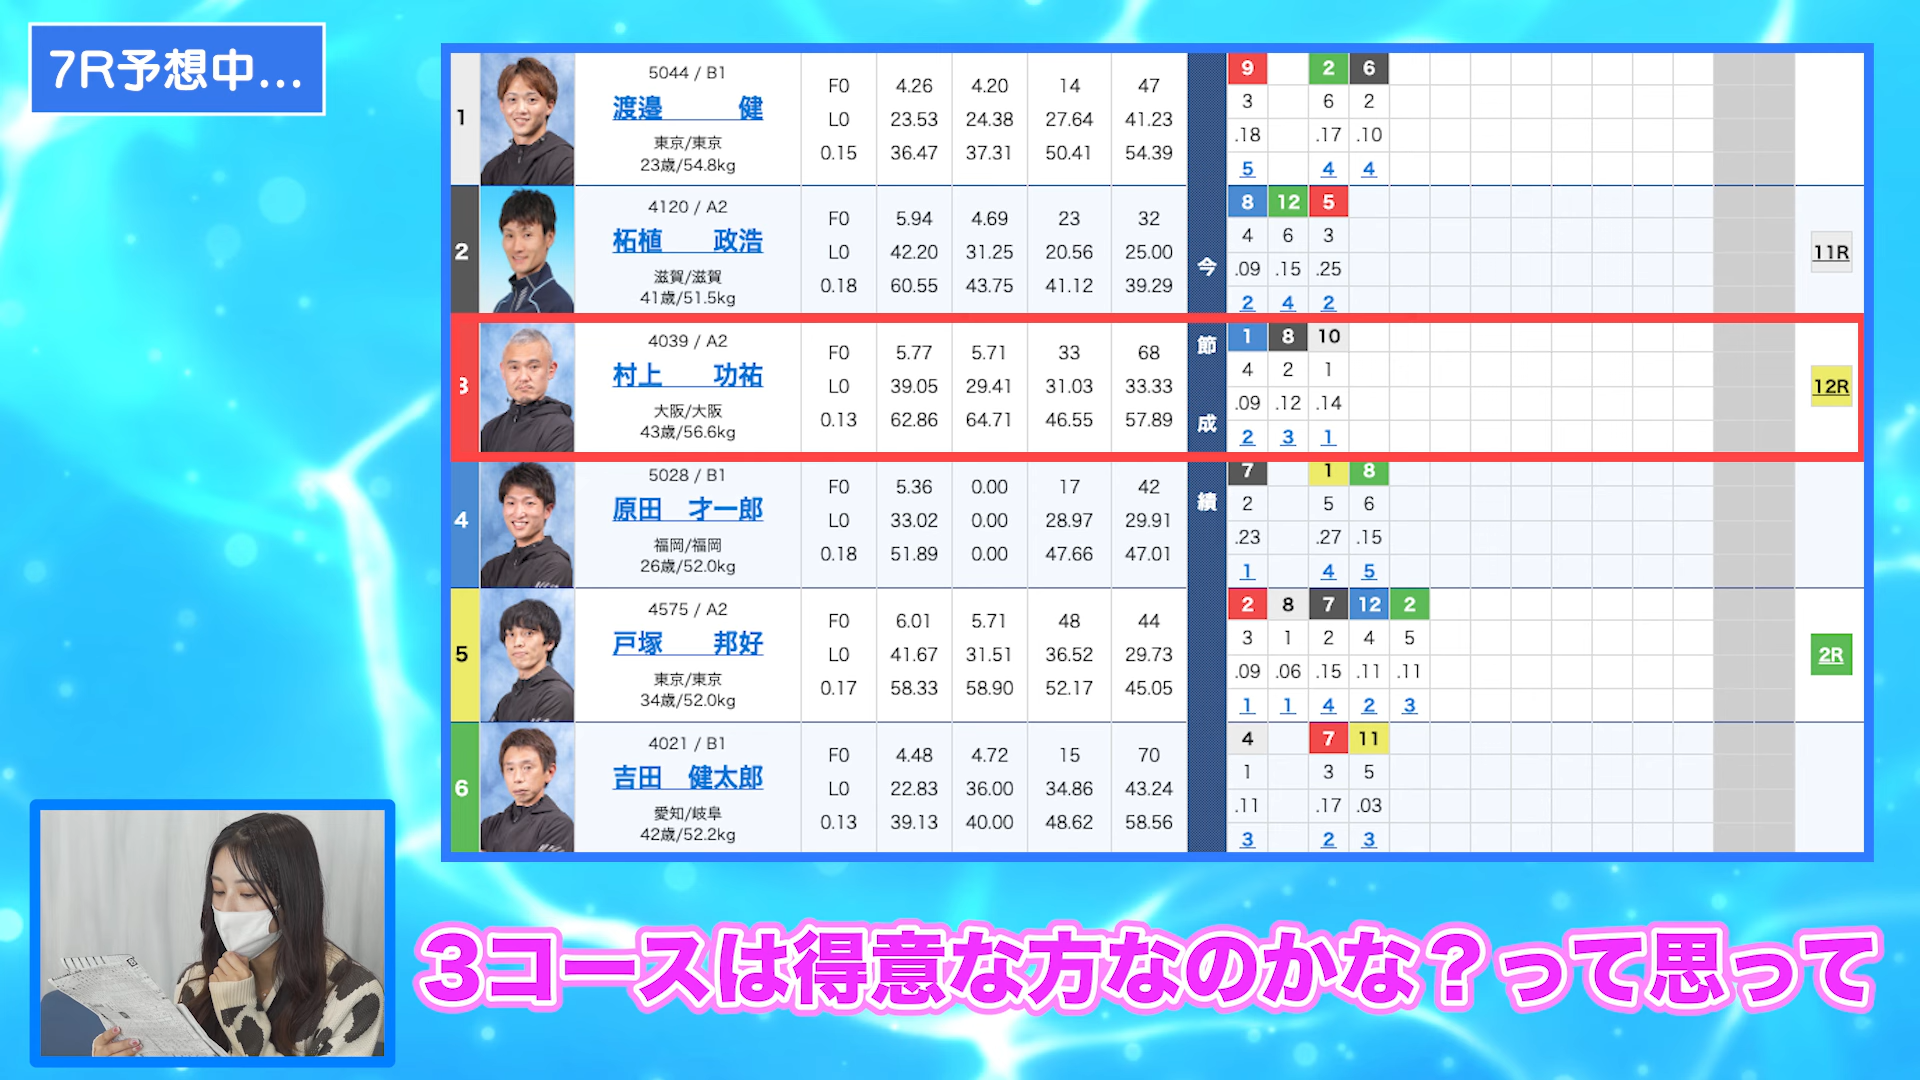 7R予想中...
1
5044 / B1
渡邉 健
東京/東京
23歳/54.8kg
F0 4.26 4.20 14 47
L0 23.53 24.38 27.64 41.23
0.15 36.47 37.31 50.41 54.39
9 2 6
3 6 2
.18 .17 .10
5 4 4
2
4120 / A2
柘植 政浩
滋賀/滋賀
41歳/51.5kg
F0 5.94 4.69 23 32
L0 42.20 31.25 20.56 25.00
0.18 60.55 43.75 41.12 39.29
8 12 5
4 6 3
.09 .15 .25
2 4 2
11R
今節成績
3
4039 / A2
村上 功祐
大阪/大阪
43歳/56.6kg
F0 5.77 5.71 33 68
L0 39.05 29.41 31.03 33.33
0.13 62.86 64.71 46.55 57.89
1 8 10
4 2 1
.09 .12 .14
2 3 1
12R
4
5028 / B1
原田 才一郎
福岡/福岡
26歳/52.0kg
F0 5.36 0.00 17 42
L0 33.02 0.00 28.97 29.91
0.18 51.89 0.00 47.66 47.01
7 1 8
2 5 6
.23 .27 .15
1 4 5
5
4575 / A2
戸塚 邦好
東京/東京
34歳/52.0kg
F0 6.01 5.71 48 44
L0 41.67 31.51 36.52 29.73
0.17 58.33 58.90 52.17 45.05
2 8 7 12 2
3 1 2 4 5
.09 .06 .15 .11 .11
1 1 4 2 3
2R
6
4021 / B1
吉田 健太郎
愛知/岐阜
42歳/52.2kg
F0 4.48 4.72 15 70
L0 22.83 36.00 34.86 43.24
0.13 39.13 40.00 48.62 58.56
4 7 11
1 3 5
.11 .17 .03
3 2 3
3コースは得意な方なのかな？って思って